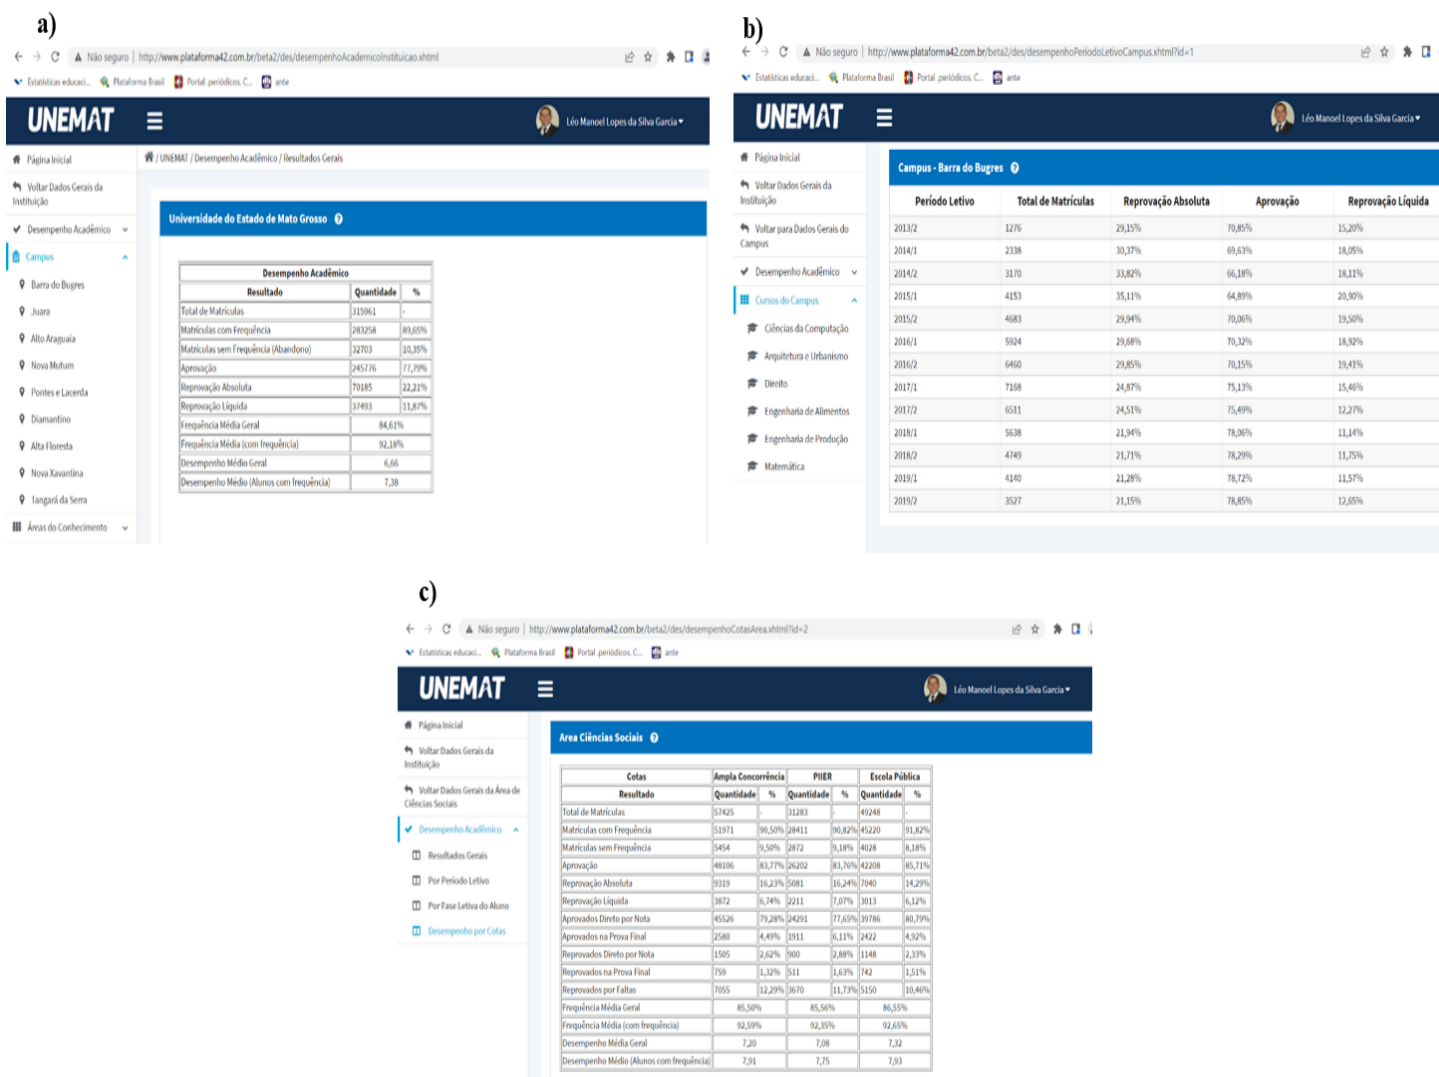 a)
Não seguro | http://www.plataforma42.com.br/beta2/des/desempenhoAcademicoInstituicao.xhtml
Estatísticas educaci... Plataforma Brasil Portal .periódicos. C... ante
UNEMAT Léo Manoel Lopes da Silva Garcia
Página Inicial
Voltar Dados Gerais da
Instituição
Desempenho Acadêmico
Campus
Barra do Bugres
Juara
Alto Araguaia
Nova Mutum
Pontes e Lacerda
Diamantino
Alta Floresta
Nova Xavantina
Tangará da Serra
Áreas do Conhecimento
/ UNEMAT / Desempenho Acadêmico / Resultados Gerais
Universidade do Estado de Mato Grosso
Desempenho Acadêmico
Resultado Quantidade %
Total de Matrículas 315961 -
Matrículas com Frequência 283258 89,65%
Matrículas sem Frequência (Abandono) 32703 10,35%
Aprovação 245776 77,79%
Reprovação Absoluta 70185 22,21%
Reprovação Líquida 37493 11,87%
Frequência Média Geral 84,61%
Frequência Média (com frequência) 92,18%
Desempenho Médio Geral 6,66
Desempenho Médio (Alunos com frequência) 7,38
b)
Não seguro | http://www.plataforma42.com.br/beta2/des/desempenhoPeriodoLetivoCampus.xhtml?id=1
Estatísticas educaci... Plataforma Brasil Portal .periódicos. C... ante
UNEMAT Léo Manoel Lopes da Silva Garcia
Página Inicial
Voltar Dados Gerais da
Instituição
Voltar para Dados Gerais do
Campus
Desempenho Acadêmico
Cursos do Campus
Ciências da Computação
Arquitetura e Urbanismo
Direito
Engenharia de Alimentos
Engenharia de Produção
Matemática
Campus - Barra do Bugres
Período Letivo Total de Matrículas Reprovação Absoluta Aprovação Reprovação Líquida
2013/2 1276 29,15% 70,85% 15,20%
2014/1 2338 30,37% 69,63% 18,05%
2014/2 3170 33,82% 66,18% 18,11%
2015/1 4153 35,11% 64,89% 20,90%
2015/2 4683 29,94% 70,06% 19,50%
2016/1 5924 29,68% 70,32% 18,92%
2016/2 6460 29,85% 70,15% 19,41%
2017/1 7168 24,87% 75,13% 15,46%
2017/2 6511 24,51% 75,49% 12,27%
2018/1 5638 21,94% 78,06% 11,14%
2018/2 4749 21,71% 78,29% 11,75%
2019/1 4140 21,28% 78,72% 11,57%
2019/2 3527 21,15% 78,85% 12,65%
c)
Não seguro | http://www.plataforma42.com.br/beta2/des/desempenhoCotasArea.xhtml?id=2
Estatísticas educaci... Plataforma Brasil Portal .periódicos. C... ante
UNEMAT Léo Manoel Lopes da Silva Garcia
Página Inicial
Voltar Dados Gerais da
Instituição
Voltar Dados Gerais da Área de
Ciências Sociais
Desempenho Acadêmico
Resultados Gerais
Por Período Letivo
Por Fase Letiva do Aluno
Desempenho por Cotas
Area Ciências Sociais
Cotas Ampla Concorrência PIIER Escola Pública
Resultado Quantidade % Quantidade % Quantidade %
Total de Matrículas 57425 - 31283 - 49248 -
Matrículas com Frequência 51971 90,50% 28411 90,82% 45220 91,82%
Matrículas sem Frequência 5454 9,50% 2872 9,18% 4028 8,18%
Aprovação 48106 83,77% 26202 83,76% 42208 85,71%
Reprovação Absoluta 9319 16,23% 5081 16,24% 7040 14,29%
Reprovação Líquida 3872 6,74% 2211 7,07% 3013 6,12%
Aprovados Direto por Nota 45526 79,28% 24291 77,65% 39786 80,79%
Aprovados na Prova Final 2580 4,49% 1911 6,11% 2422 4,92%
Reprovados Direto por Nota 1505 2,62% 900 2,88% 1148 2,33%
Reprovados na Prova Final 759 1,32% 511 1,63% 742 1,51%
Reprovados por Faltas 7055 12,29% 3670 11,73% 5150 10,46%
Frequência Média Geral 85,50% 85,56% 86,55%
Frequência Média (com frequência) 92,59% 92,35% 92,65%
Desempenho Média Geral 7,20 7,08 7,32
Desempenho Médio (Alunos com frequência) 7,91 7,75 7,93